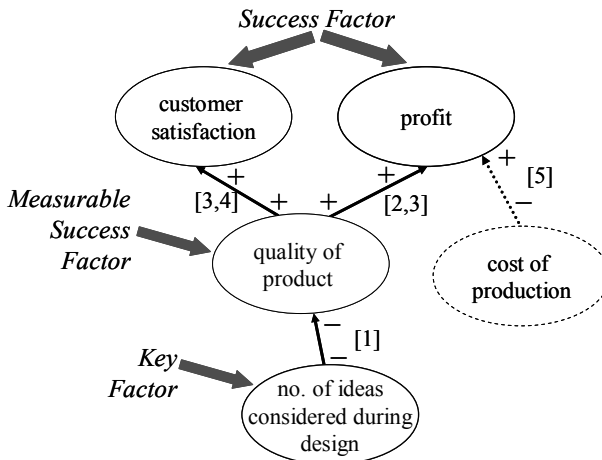 Success Factor
customer
satisfaction
profit
+
+
+
[3,4]
+
+
[2,3]
[5]
−
Measurable
Success
Factor
quality of
product
cost of
production
−
[1]
−
Key
Factor
no. of ideas
considered during
design